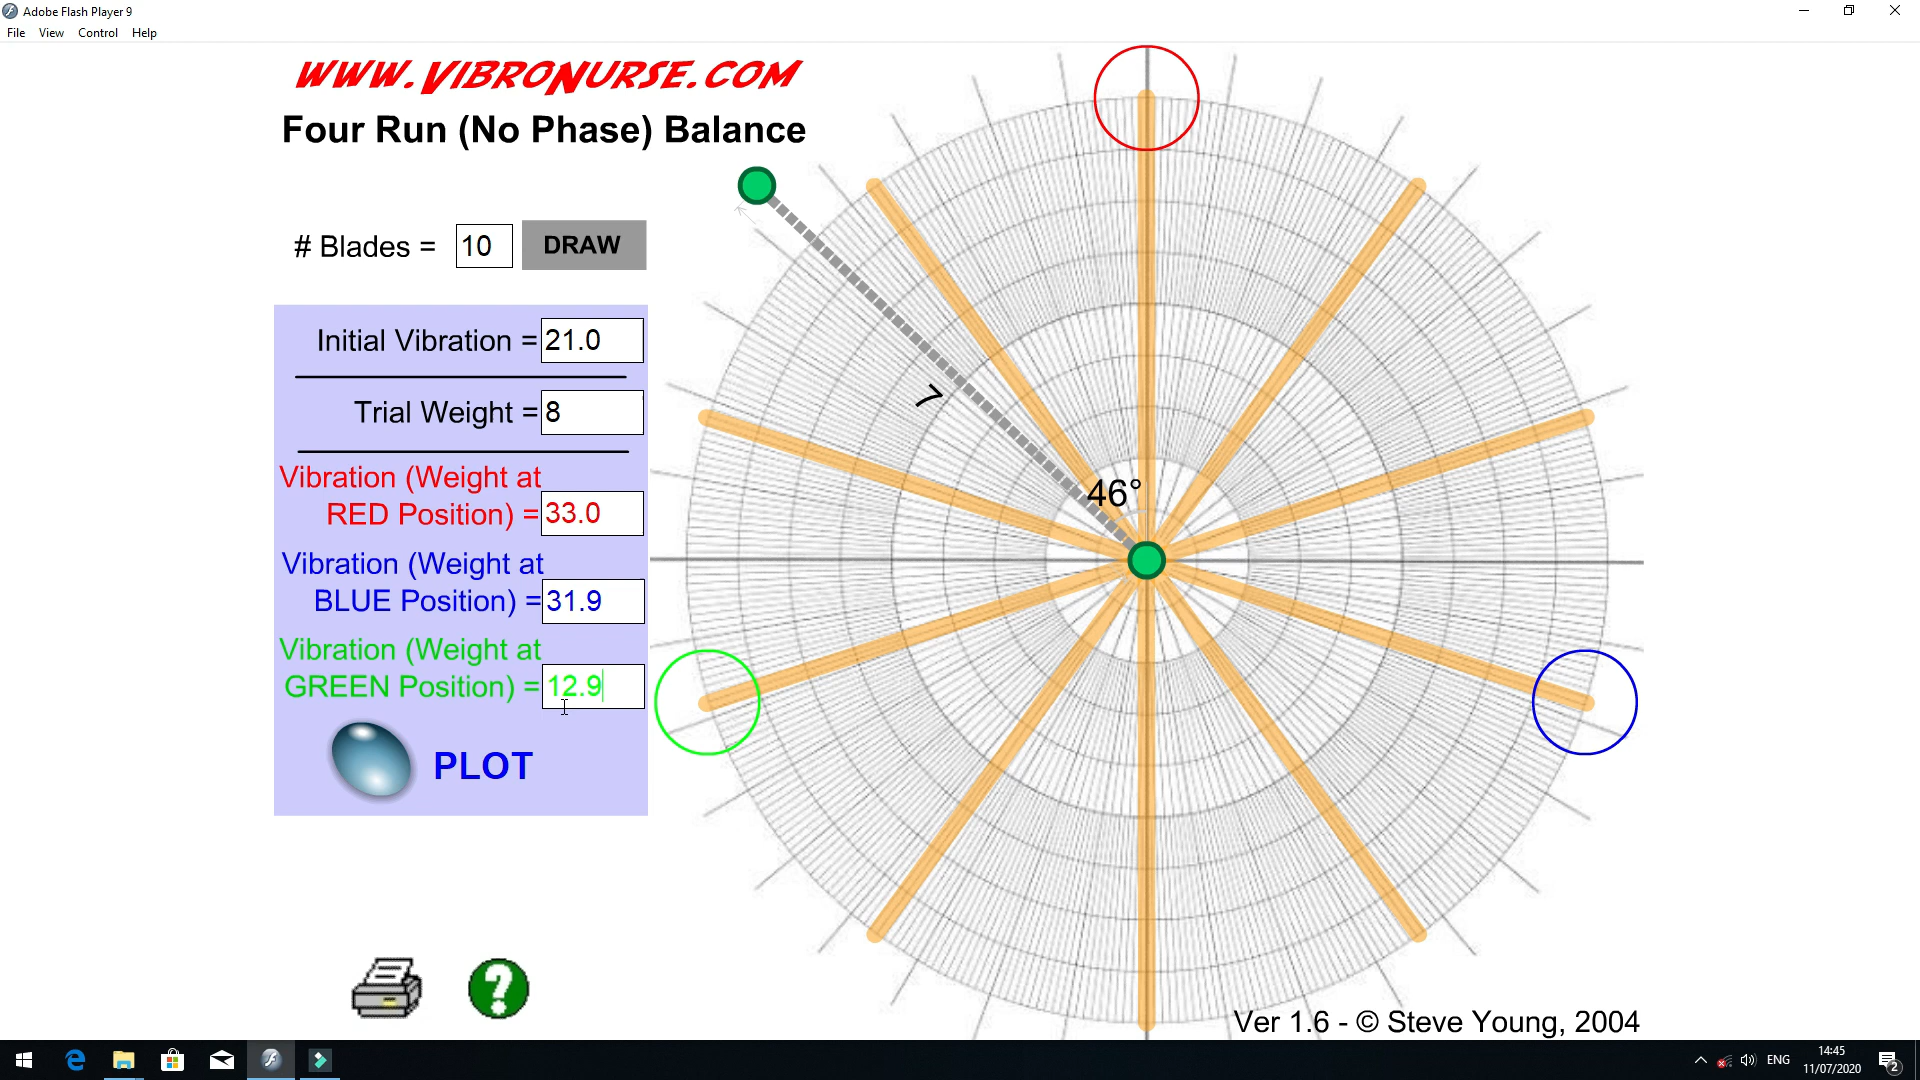 Adobe Flash Player 9
File View Control Help
WWW.VIBRONURSE.COM
Four Run (No Phase) Balance
# Blades = 10 DRAW
Initial Vibration = 21.0
Trial Weight = 8
Vibration (Weight at
RED Position) = 33.0
Vibration (Weight at
BLUE Position) = 31.9
Vibration (Weight at
GREEN Position) = 12.9
PLOT
7
46°
?
Ver 1.6 - © Steve Young, 2004
ENG
14:45
11/07/2020
2